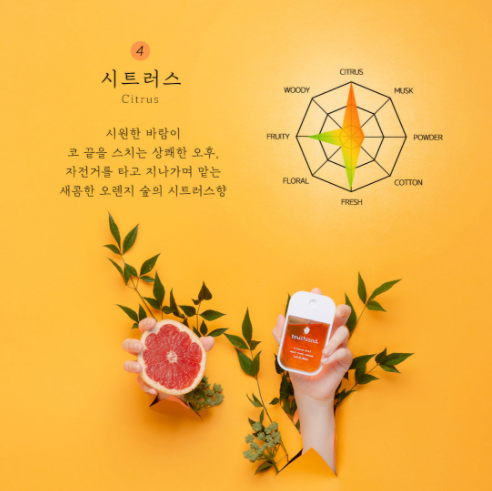 4
시트러스
Citrus
시원한 바람이
코 끝을 스치는 상쾌한 오후,
자전거를 타고 지나가며 맡는
새콤한 오렌지 숲의 시트러스향
CITRUS
WOODY
MUSK
FRUITY
POWDER
FLORAL
COTTON
FRESH